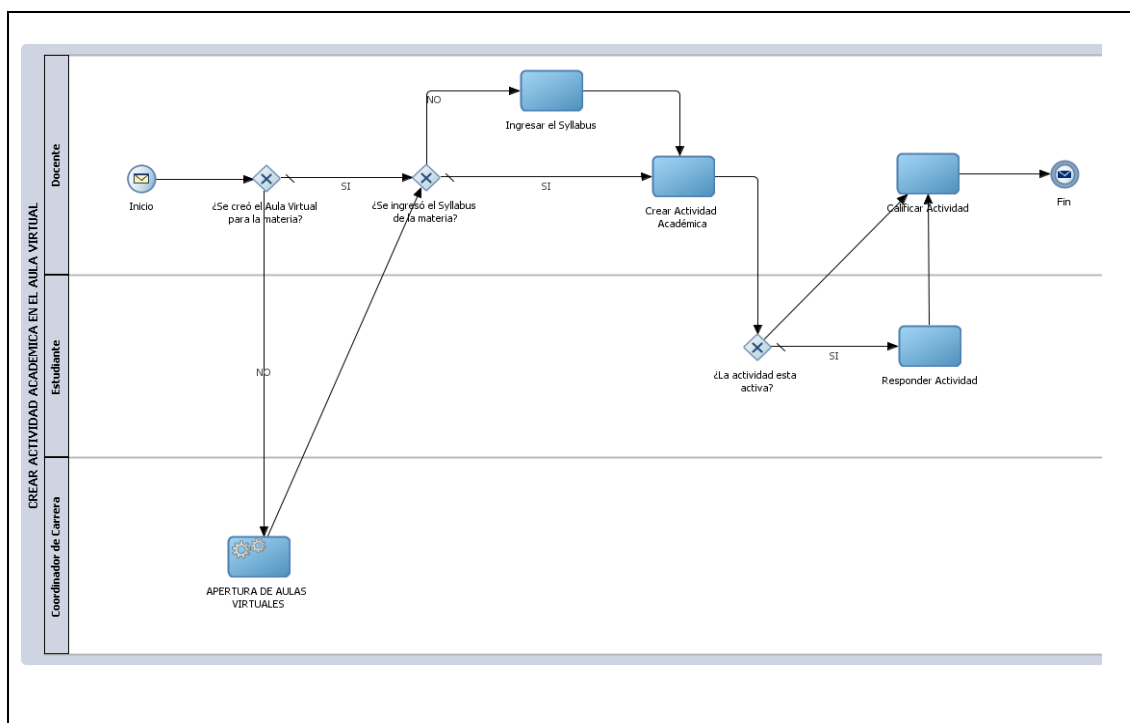 CREAR ACTIVIDAD ACADEMICA EN EL AULA VIRTUAL
Docente
Inicio
¿Se creó el Aula Virtual
para la materia?
SI
NO
¿Se ingresó el Syllabus
de la materia?
NO
Ingresar el Syllabus
SI
Crear Actividad
Académica
Calificar Actividad
Fin
Estudiante
¿La actividad esta
activa?
SI
Responder Actividad
Coordinador de Carrera
APERTURA DE AULAS
VIRTUALES